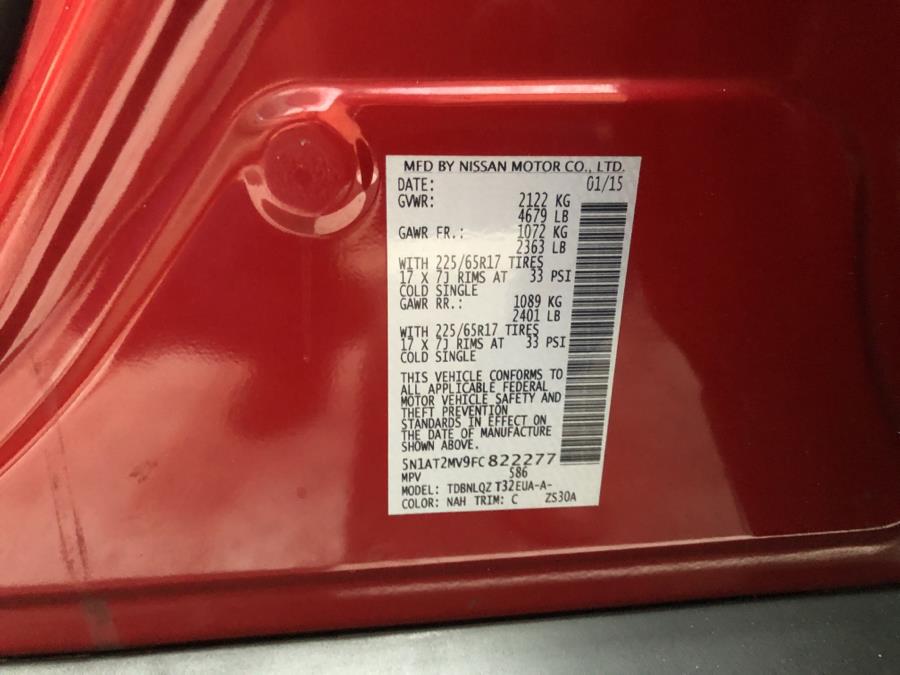 MFD BY NISSAN MOTOR CO., LTD.
DATE: 01/15
GVWR: 2122 KG
4679 LB
GAWR FR.: 1072 KG
2363 LB
WITH 225/65R17 TIRES
17 X 7J RIMS AT 33 PSI
COLD SINGLE
GAWR RR.: 1089 KG
2401 LB
WITH 225/65R17 TIRES
17 X 7J RIMS AT 33 PSI
COLD SINGLE
THIS VEHICLE CONFORMS TO
ALL APPLICABLE FEDERAL
MOTOR VEHICLE SAFETY AND
THEFT PREVENTION
STANDARDS IN EFFECT ON
THE DATE OF MANUFACTURE
SHOWN ABOVE.
5N1AT2MV9FC822277
MPV 586
MODEL: TDBNLQZ T32EUA-A-
COLOR: NAH TRIM: C ZS30A